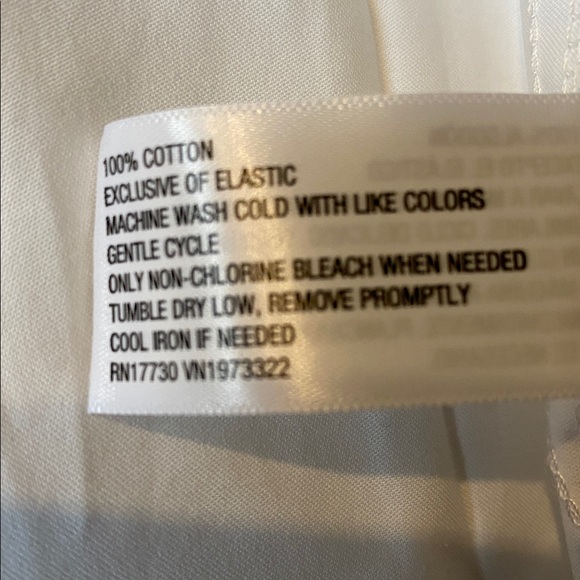 100% COTTON
EXCLUSIVE OF ELASTIC
MACHINE WASH COLD WITH LIKE COLORS
GENTLE CYCLE
ONLY NON-CHLORINE BLEACH WHEN NEEDED
TUMBLE DRY LOW, REMOVE PROMPTLY
COOL IRON IF NEEDED
RN17730 VN1973322